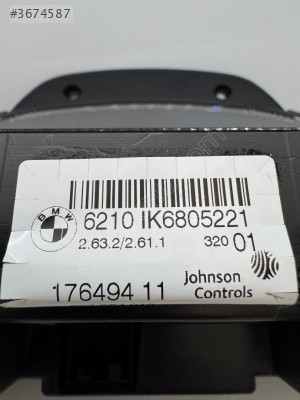 #3674587
BMW
6210 IK6805221
2.63.2/2.61.1 320 01
176494 11
Johnson
Controls